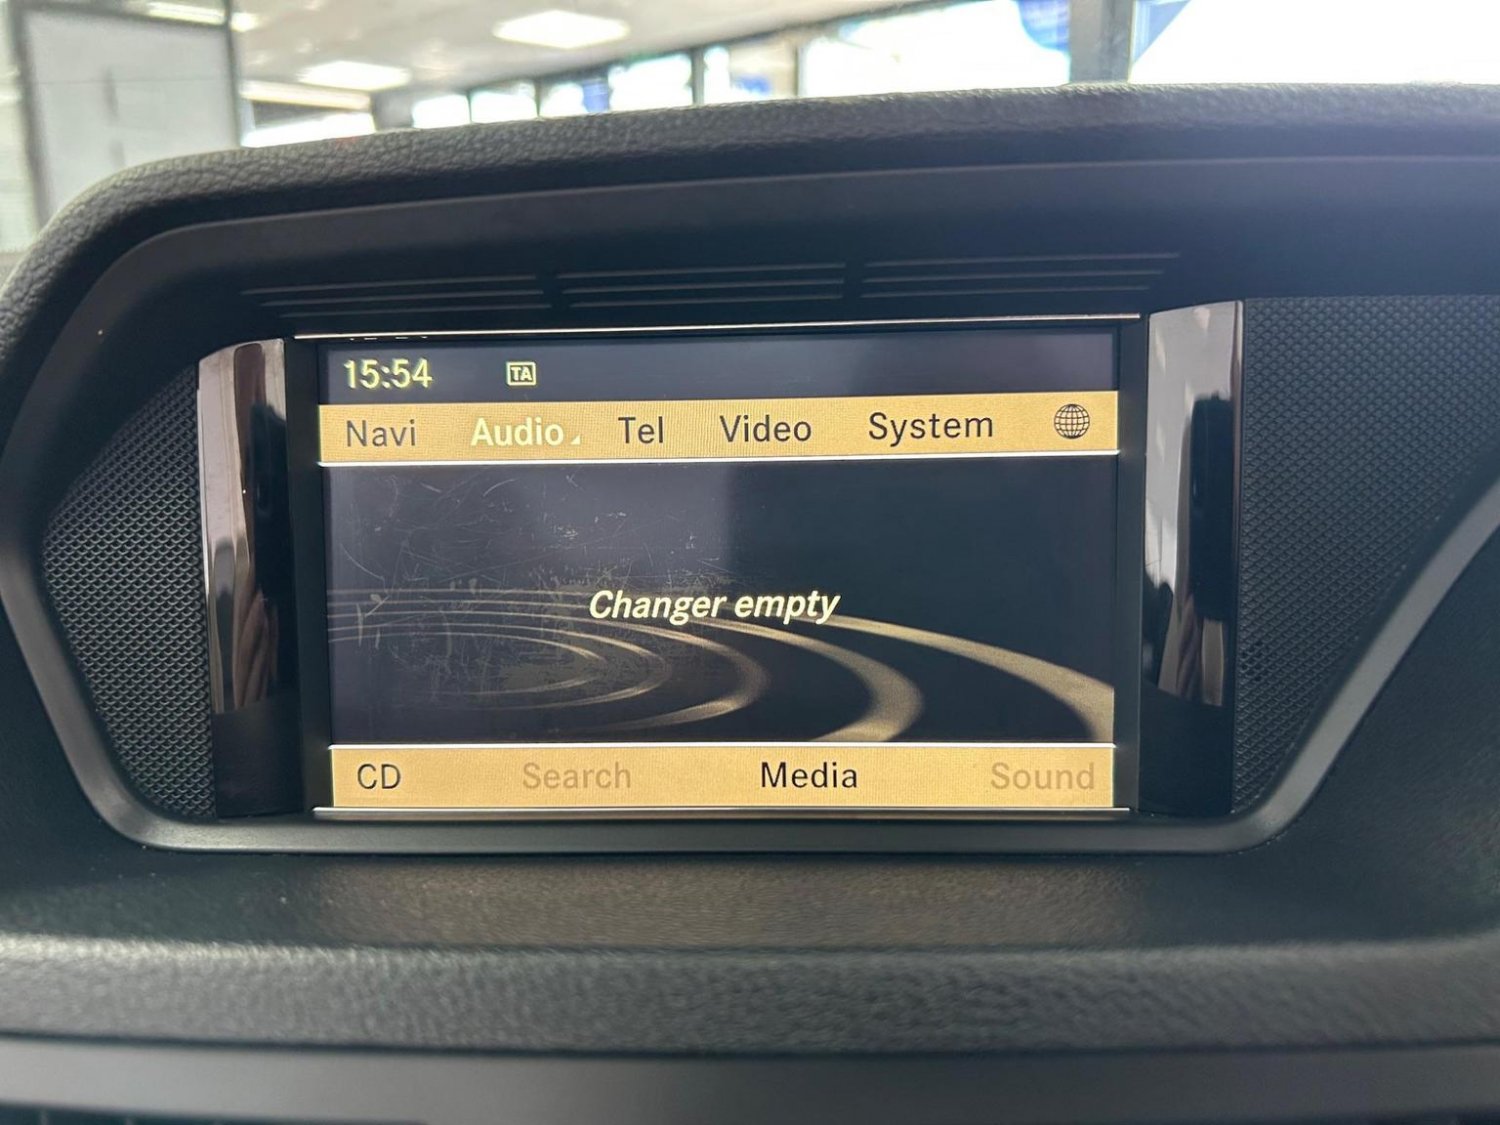 15:54 TA
Navi Audio Tel Video System
Changer empty
CD Search Media Sound